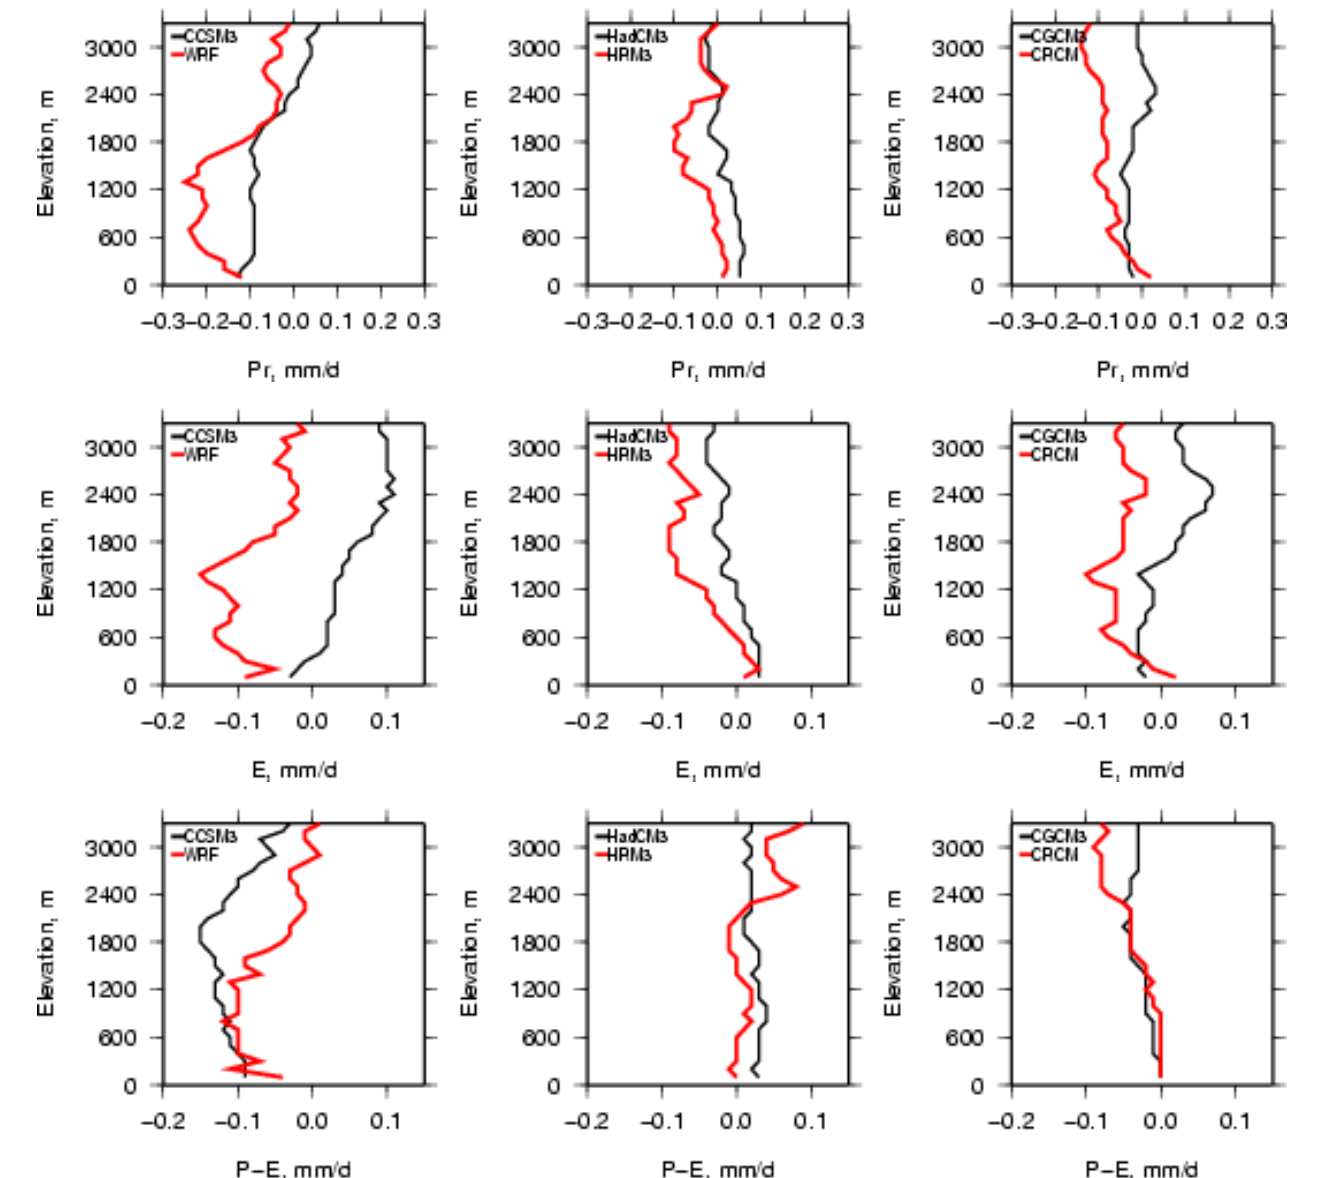 CCSM3
WRF
3000
2400
1800
1200
600
0
Elevation, m
−0.3−0.2−0.1 0.0 0.1 0.2 0.3
Pr, mm/d
HadCM3
HRM3
3000
2400
1800
1200
600
0
Elevation, m
−0.3−0.2−0.1 0.0 0.1 0.2 0.3
Pr, mm/d
CGCM3
CRCM
3000
2400
1800
1200
600
0
Elevation, m
−0.3−0.2−0.1 0.0 0.1 0.2 0.3
Pr, mm/d
CCSM3
WRF
3000
2400
1800
1200
600
0
Elevation, m
−0.2 −0.1 0.0 0.1
E, mm/d
HadCM3
HRM3
3000
2400
1800
1200
600
0
Elevation, m
−0.2 −0.1 0.0 0.1
E, mm/d
CGCM3
CRCM
3000
2400
1800
1200
600
0
Elevation, m
−0.2 −0.1 0.0 0.1
E, mm/d
CCSM3
WRF
3000
2400
1800
1200
600
0
Elevation, m
−0.2 −0.1 0.0 0.1
P−E, mm/d
HadCM3
HRM3
3000
2400
1800
1200
600
0
Elevation, m
−0.2 −0.1 0.0 0.1
P−E, mm/d
CGCM3
CRCM
3000
2400
1800
1200
600
0
Elevation, m
−0.2 −0.1 0.0 0.1
P−E, mm/d